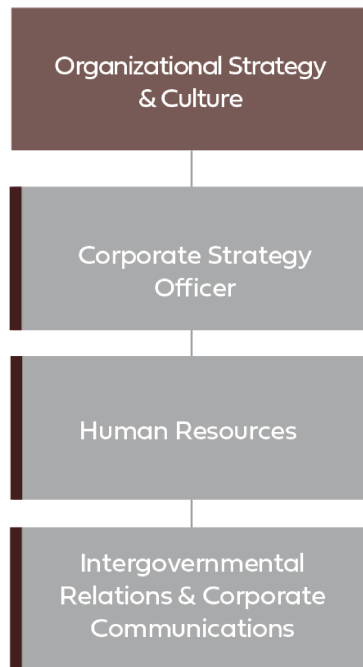 Organizational Strategy
& Culture
Corporate Strategy
Officer
Human Resources
Intergovernmental
Relations & Corporate
Communications